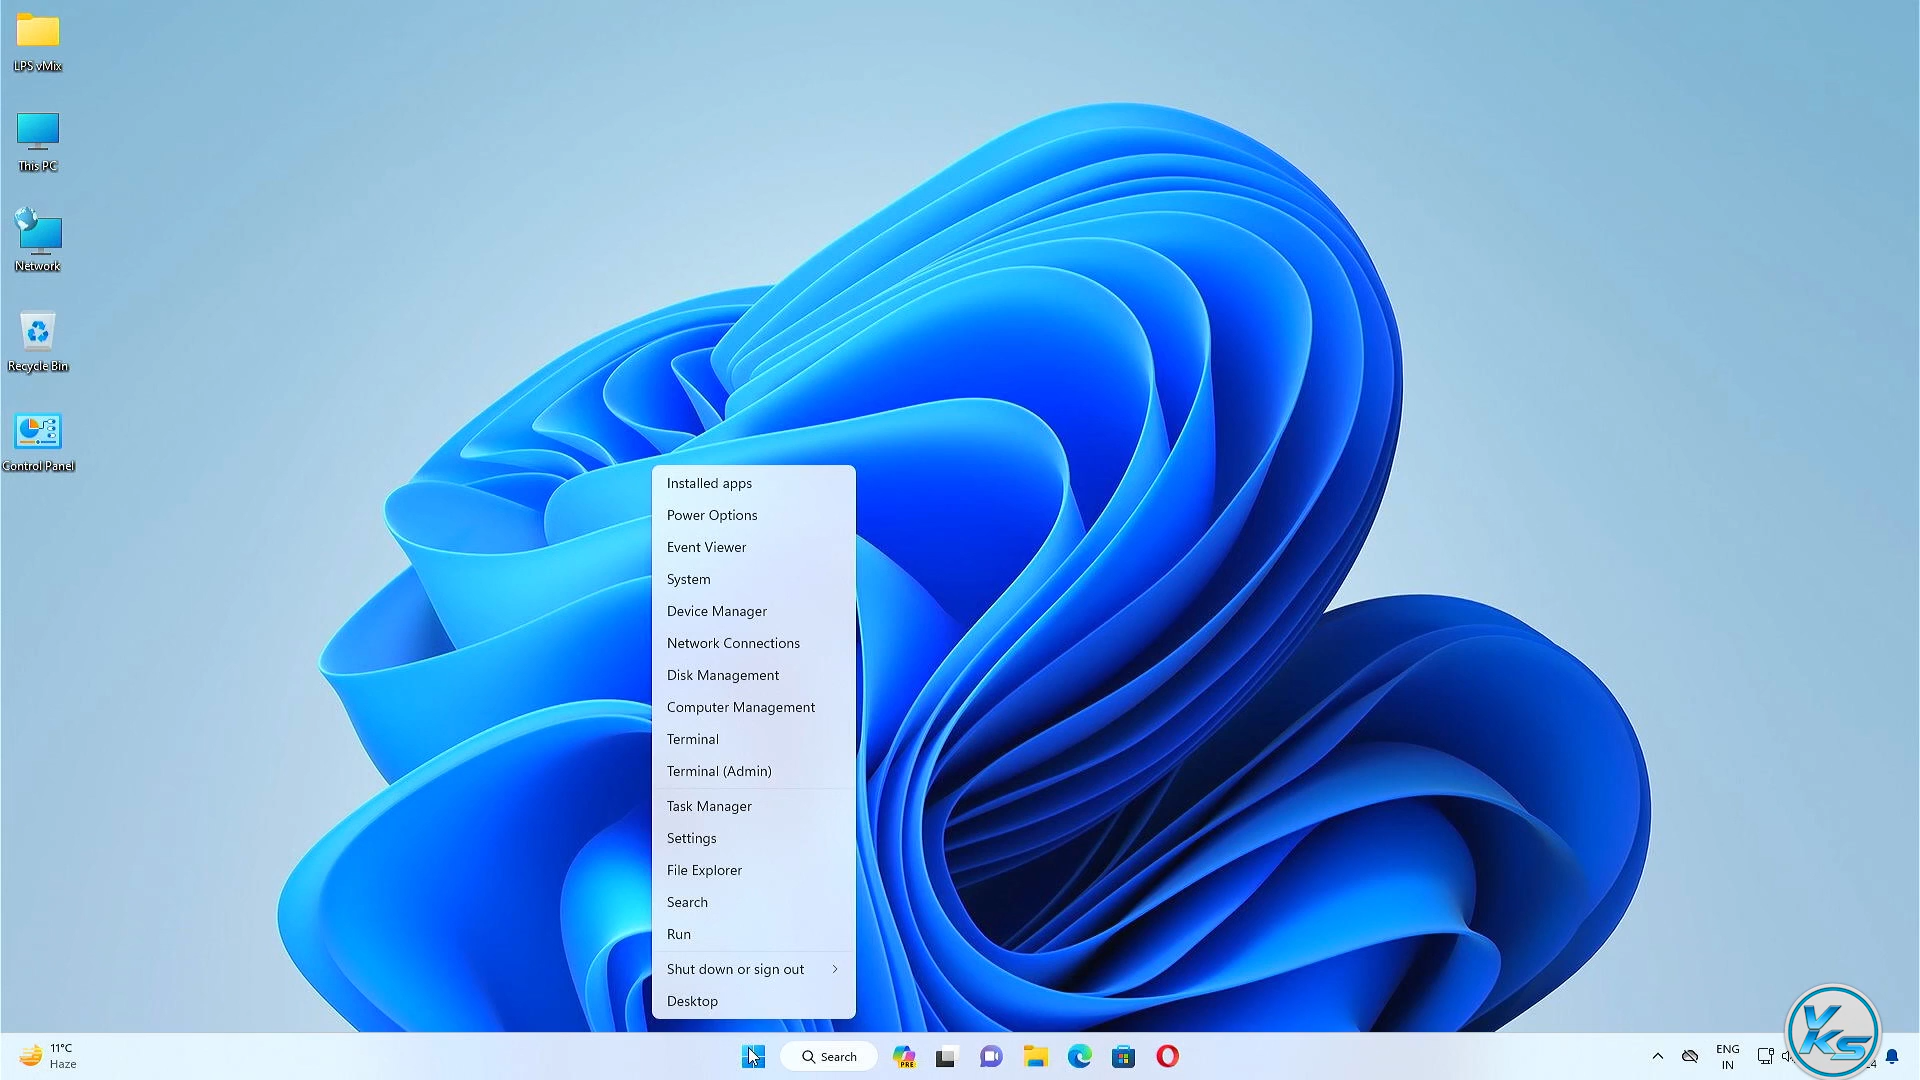 LPS vMix
This PC
Network
Recycle Bin
Control Panel
Installed apps
Power Options
Event Viewer
System
Device Manager
Network Connections
Disk Management
Computer Management
Terminal
Terminal (Admin)
Task Manager
Settings
File Explorer
Search
Run
Shut down or sign out
Desktop
11°C
Haze
Search
PRE
ENG
IN
YKS